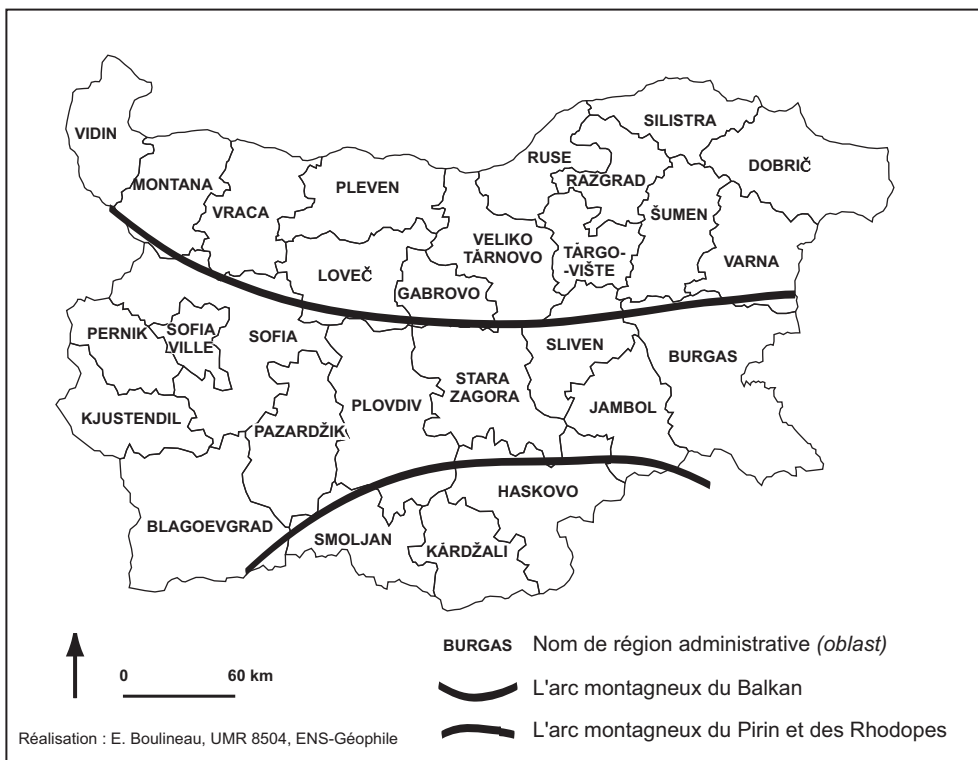 VIDIN
SILISTRA
DOBRIČ
RUSE
MONTANA
PLEVEN
RAZGRAD
VRACA
ŠUMEN
VELIKO
TĂRNOVO
TĂRGO-
-VIŠTE
VARNA
LOVEČ
GABROVO
PERNIK
SOFIA
VILLE
SOFIA
SLIVEN
BURGAS
STARA
ZAGORA
JAMBOL
PLOVDIV
KJUSTENDIL
PAZARDŽIK
HASKOVO
BLAGOEVGRAD
SMOLJAN
KĂRDŽALI
0 60 km
BURGAS Nom de région administrative (oblast)
L'arc montagneux du Balkan
L'arc montagneux du Pirin et des Rhodopes
Réalisation : E. Boulineau, UMR 8504, ENS-Géophile